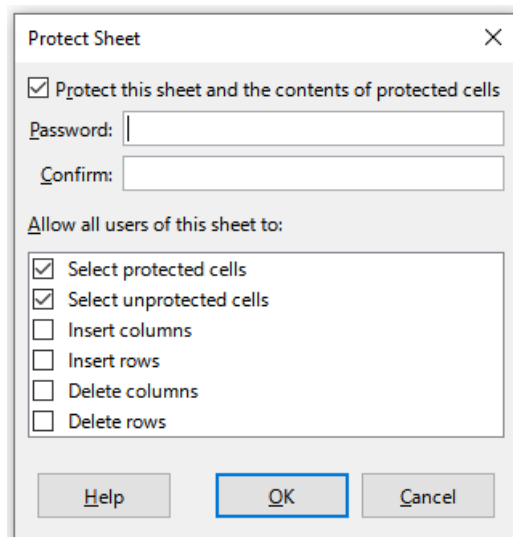 Protect Sheet
Protect this sheet and the contents of protected cells
Password:
Confirm:
Allow all users of this sheet to:
Select protected cells
Select unprotected cells
Insert columns
Insert rows
Delete columns
Delete rows
Help OK Cancel